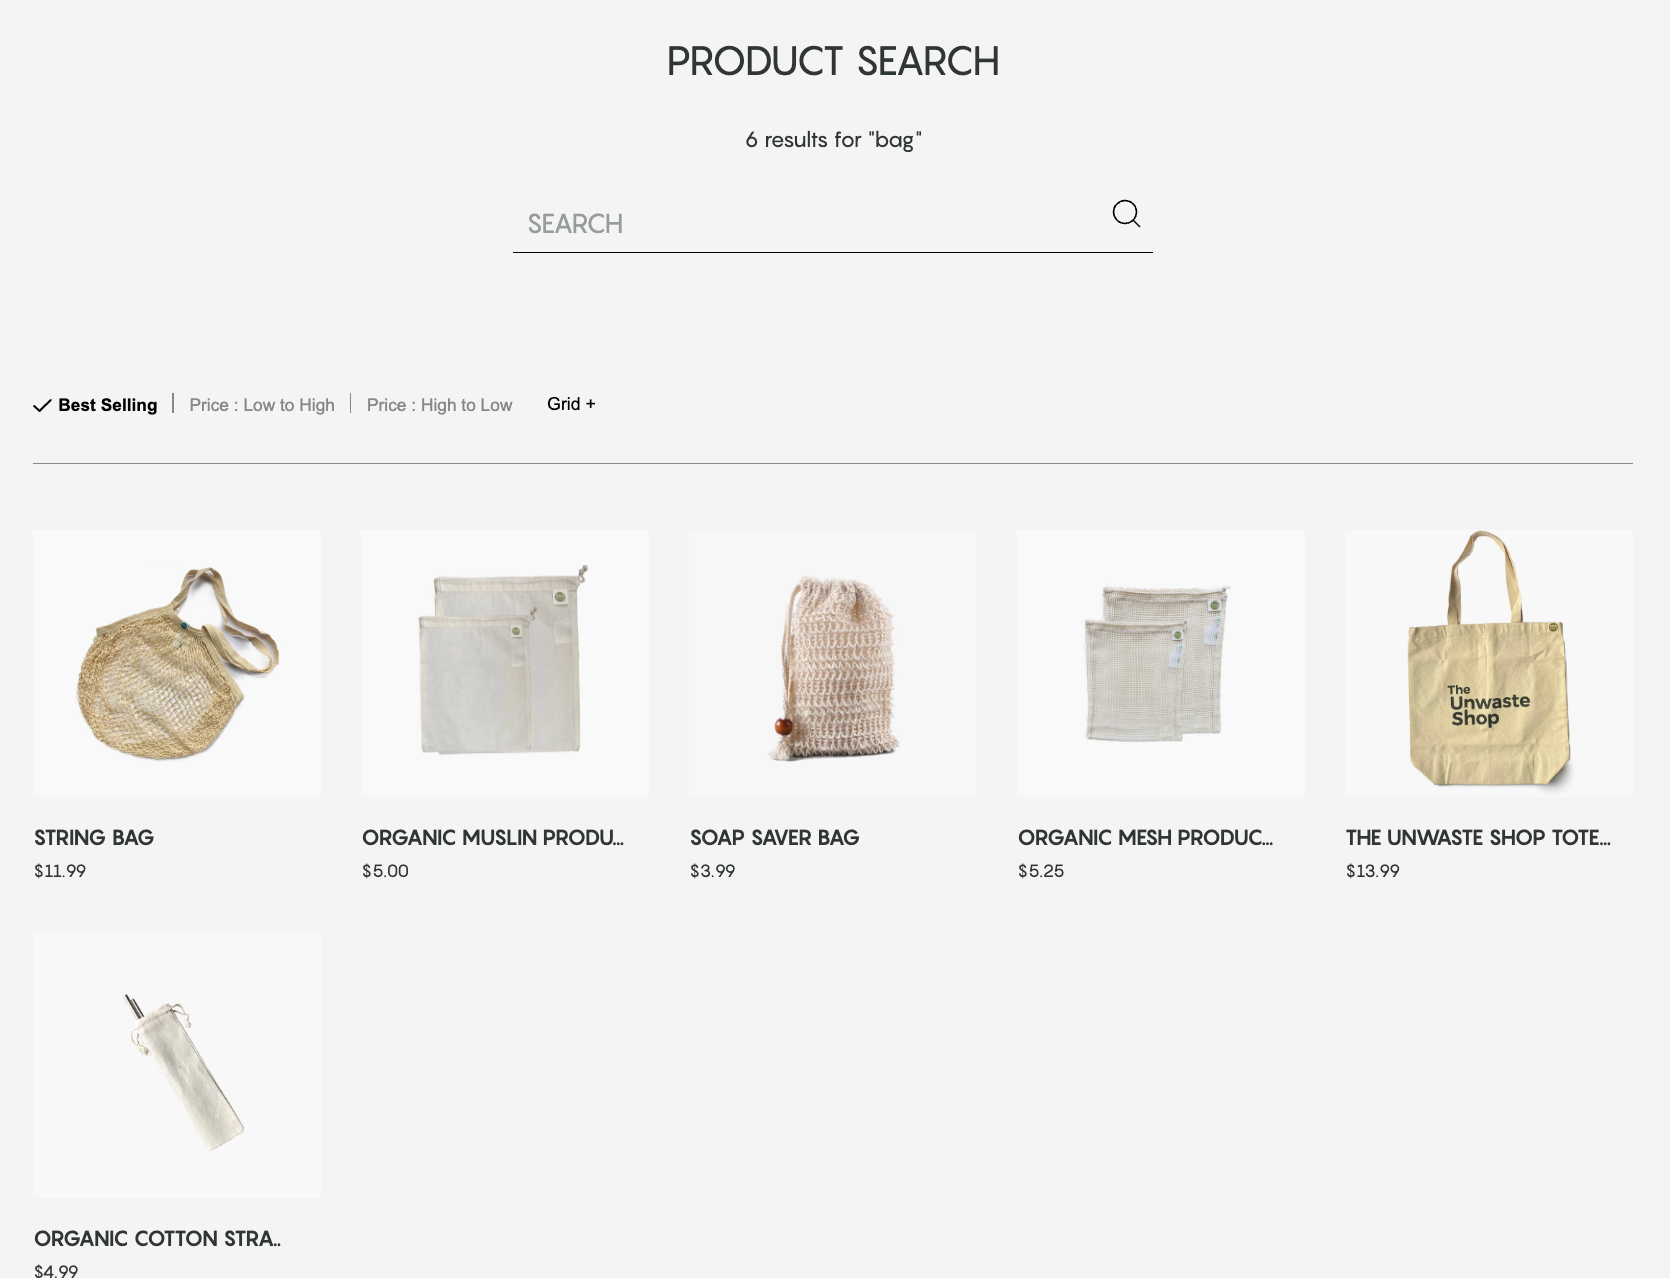 PRODUCT SEARCH
6 results for "bag"
SEARCH
Best Selling | Price : Low to High | Price : High to Low Grid +
The
Unwaste
Shop
STRING BAG
$11.99
ORGANIC MUSLIN PRODU...
$5.00
SOAP SAVER BAG
$3.99
ORGANIC MESH PRODUC...
$5.25
THE UNWASTE SHOP TOTE...
$13.99
ORGANIC COTTON STRA..
$4.99